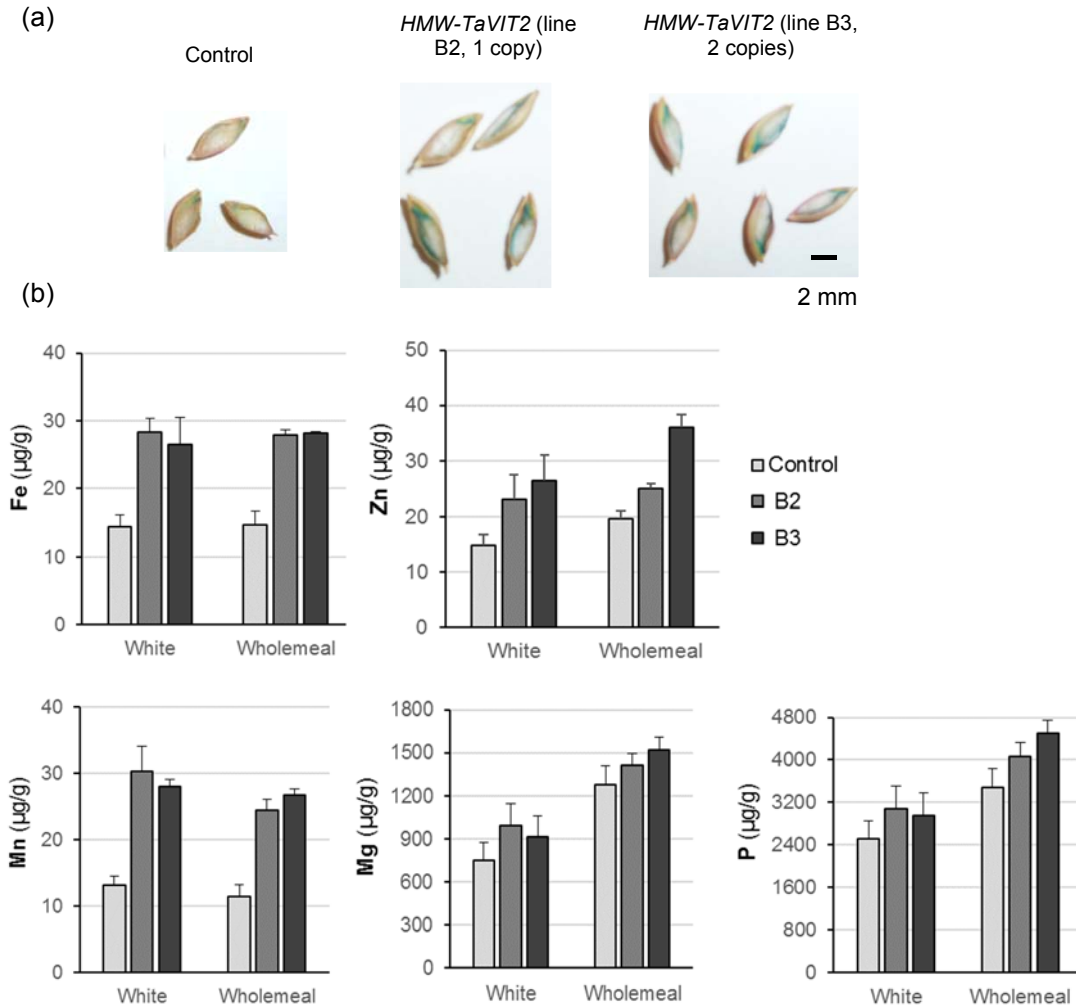 (a)
Control
HMW-TaVIT2 (line
B2, 1 copy)
HMW-TaVIT2 (line B3,
2 copies)
2 mm
(b)
40
30
20
10
0
Fe (µg/g)
White
Wholemeal
50
40
30
20
10
0
Zn (µg/g)
White
Wholemeal
Control
B2
B3
40
30
20
10
0
Mn (µg/g)
White
Wholemeal
1800
1500
1200
900
600
300
0
Mg (µg/g)
White
Wholemeal
4800
4000
3200
2400
1600
800
0
P (µg/g)
White
Wholemeal